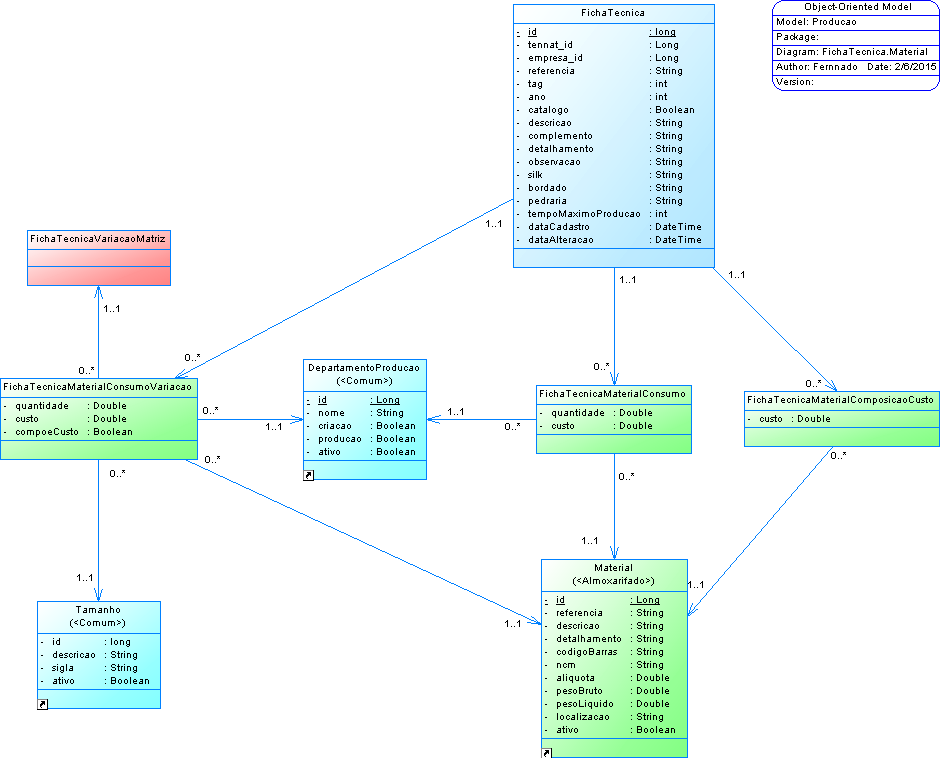 FichaTecnica
- id : long
- tennat_id : Long
- empresa_id : Long
- referencia : String
- tag : int
- ano : int
- catalogo : Boolean
- descricao : String
- complemento : String
- detalhamento : String
- observacao : String
- silk : String
- bordado : String
- pedraria : String
- tempoMaximoProducao : int
- dataCadastro : DateTime
- dataAlteracao : DateTime
Object-Oriented Model
Model: Producao
Package:
Diagram: FichaTecnica.Material
Author: Fernnado Date: 2/6/2015
Version:
1..1
1..1
1..1
FichaTecnicaVariacaoMatriz
1..1
0..*
0..*
0..*
0..*
FichaTecnicaMaterialConsumoVariacao
- quantidade : Double
- custo : Double
- compoeCusto : Boolean
0..*
1..1
DepartamentoProducao
(<Comum>)
- id : Long
- nome : String
- criacao : Boolean
- producao : Boolean
- ativo : Boolean
1..1
0..*
FichaTecnicaMaterialConsumo
- quantidade : Double
- custo : Double
FichaTecnicaMaterialComposicaoCusto
- custo : Double
0..*
0..*
0..*
0..*
1..1
1..1
1..1
1..1
Tamanho
(<Comum>)
- id : long
- descricao : String
- sigla : String
- ativo : Boolean
Material
(<Almoxarifado>)
- id : Long
- referencia : String
- descricao : String
- detalhamento : String
- codigoBarras : String
- ncm : String
- aliquota : Double
- pesoBruto : Double
- pesoLiquido : Double
- localizacao : String
- ativo : Boolean